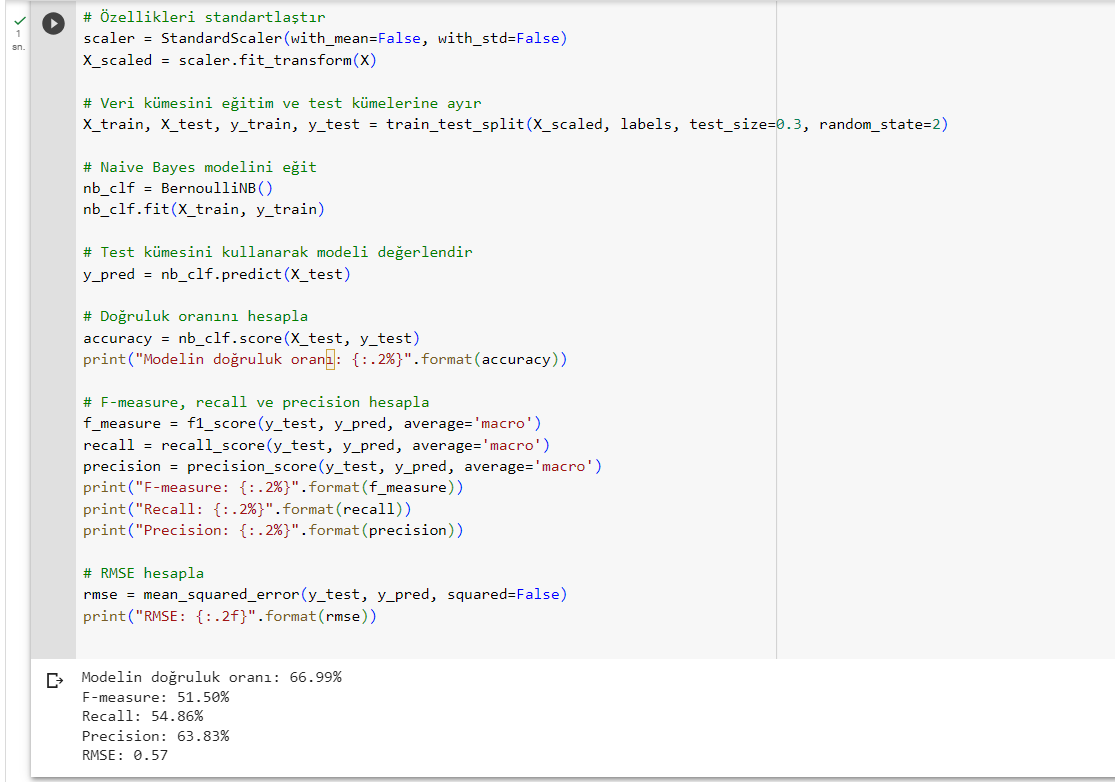 1
sn.
# Özellikleri standartlaştır
scaler = StandardScaler(with_mean=False, with_std=False)
X_scaled = scaler.fit_transform(X)
# Veri kümesini eğitim ve test kümelerine ayır
X_train, X_test, y_train, y_test = train_test_split(X_scaled, labels, test_size=0.3, random_state=2)
# Naive Bayes modelini eğit
nb_clf = BernoulliNB()
nb_clf.fit(X_train, y_train)
# Test kümesini kullanarak modeli değerlendir
y_pred = nb_clf.predict(X_test)
# Doğruluk oranını hesapla
accuracy = nb_clf.score(X_test, y_test)
print("Modelin doğruluk oranı: {:.2%}".format(accuracy))
# F-measure, recall ve precision hesapla
f_measure = f1_score(y_test, y_pred, average='macro')
recall = recall_score(y_test, y_pred, average='macro')
precision = precision_score(y_test, y_pred, average='macro')
print("F-measure: {:.2%}".format(f_measure))
print("Recall: {:.2%}".format(recall))
print("Precision: {:.2%}".format(precision))
# RMSE hesapla
rmse = mean_squared_error(y_test, y_pred, squared=False)
print("RMSE: {:.2f}".format(rmse))
Modelin doğruluk oranı: 66.99%
F-measure: 51.50%
Recall: 54.86%
Precision: 63.83%
RMSE: 0.57